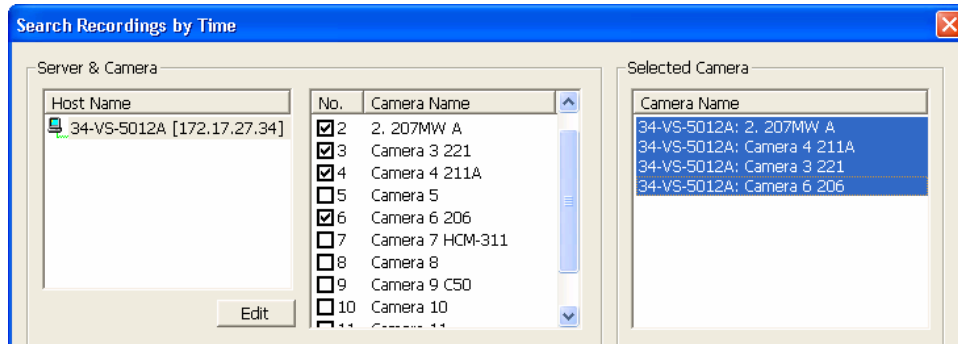 Search Recordings by Time
Server & Camera
Host Name
34-VS-5012A [172.17.27.34]
Edit
No. Camera Name
2 2. 207MW A
3 Camera 3 221
4 Camera 4 211A
5 Camera 5
6 Camera 6 206
7 Camera 7 HCM-311
8 Camera 8
9 Camera 9 C50
10 Camera 10
Selected Camera
Camera Name
34-VS-5012A: 2. 207MW A
34-VS-5012A: Camera 4 211A
34-VS-5012A: Camera 3 221
34-VS-5012A: Camera 6 206